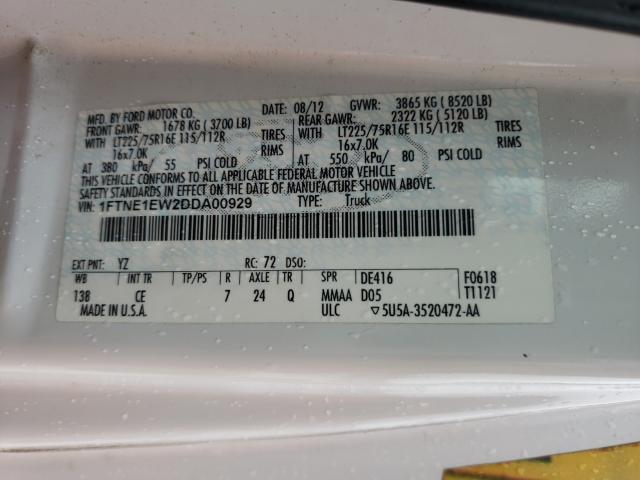 MFG. BY FORD MOTOR CO. DATE: 08/12 GVWR: 3865 KG ( 8520 LB)
FRONT GAWR: 1678 KG ( 3700 LB) REAR GAWR: 2322 KG ( 5120 LB)
WITH LT225/75R16E 115/112R TIRES WITH LT225/75R16E 115/112R TIRES
16x7.0K RIMS 16x7.0K RIMS
AT 380 kPa/ 55 PSI COLD AT 550 kPa/ 80 PSI COLD
THIS VEHICLE CONFORMS TO ALL APPLICABLE FEDERAL MOTOR VEHICLE
SAFETY STANDARDS IN EFFECT ON THE DATE OF MANUFACTURE SHOWN ABOVE.
VIN: 1FTNE1EW2DDA00929 TYPE: Truck
EXT PNT: YZ RC: 72 DSO:
WB INT TR TP/PS R AXLE TR SPR DE416 F0618
138 CE 7 24 Q MMAA D05 T1121
MADE IN U.S.A. ULC ▽5U5A-3520472-AA